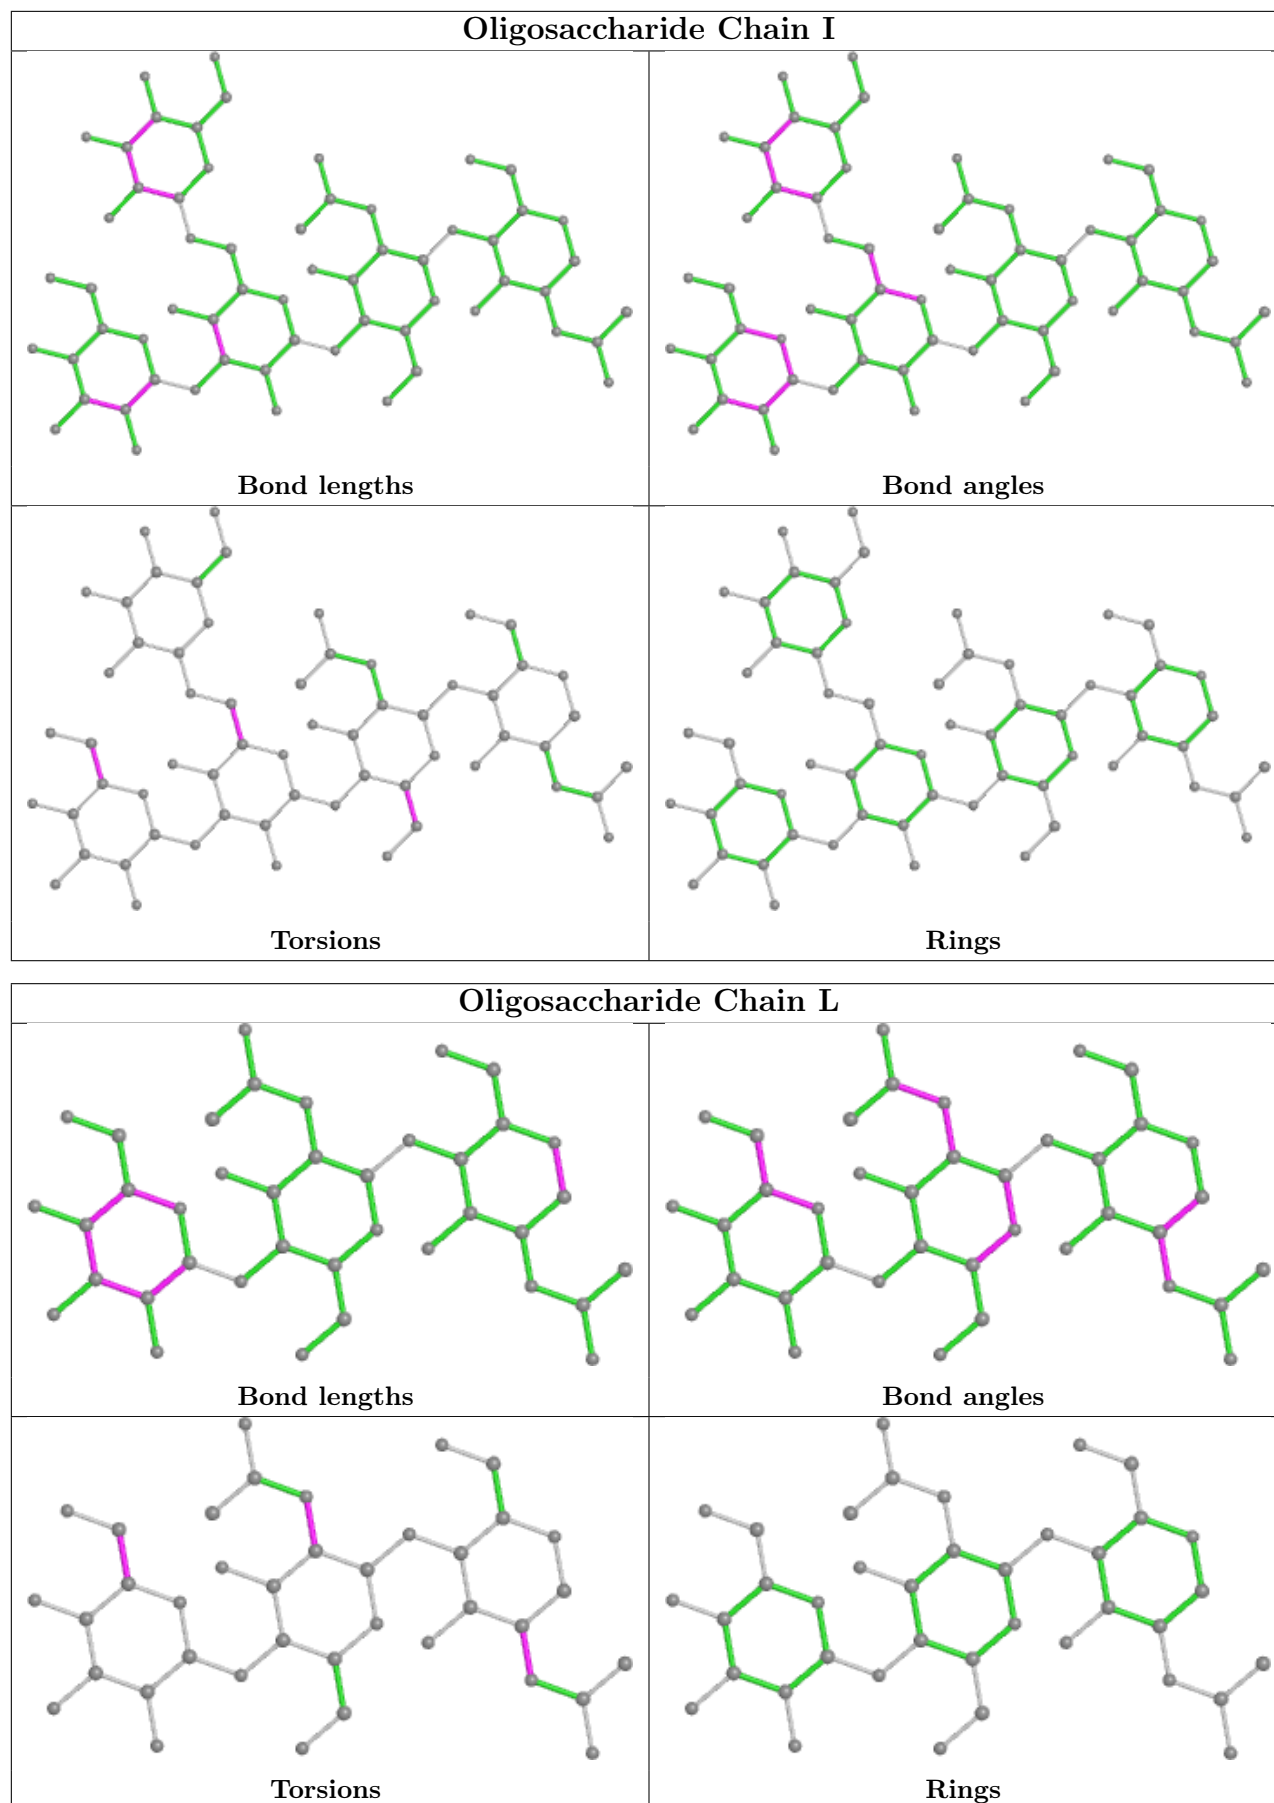 Oligosaccharide Chain I
Bond lengths
Bond angles
Torsions
Rings
Oligosaccharide Chain L
Bond lengths
Bond angles
Torsions
Rings